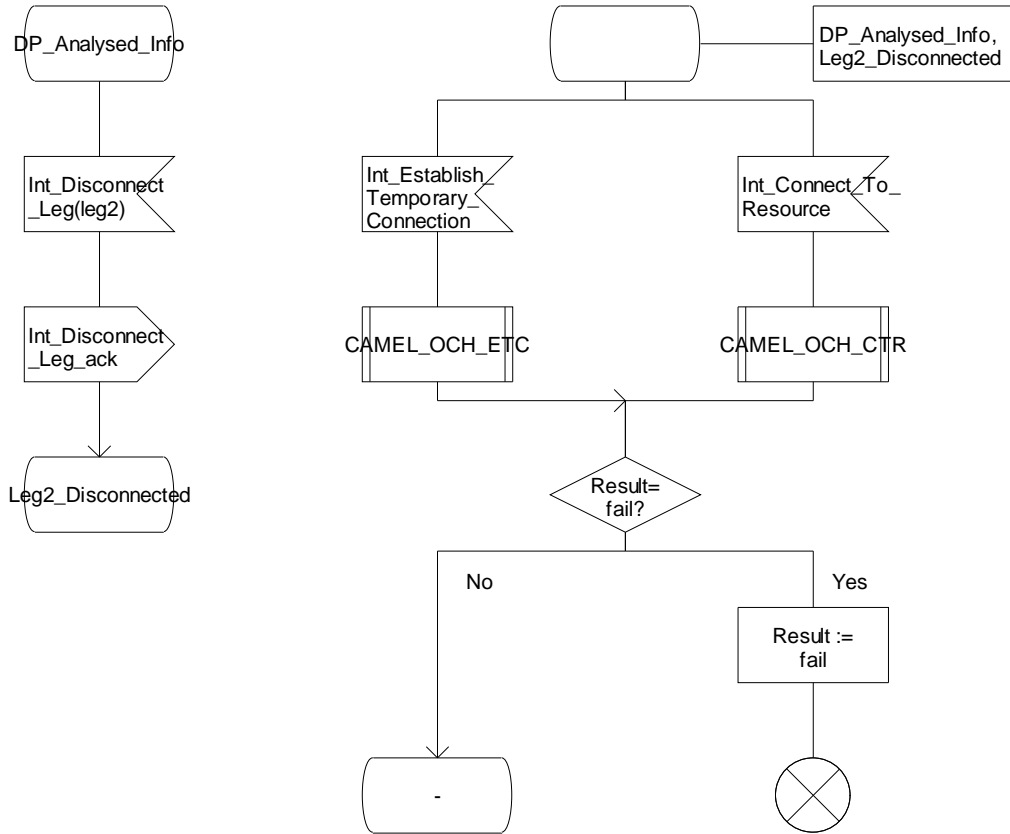 DP_Analysed_Info
Int_Disconnect
_Leg(leg2)
Int_Disconnect
_Leg_ack
Leg2_Disconnected
DP_Analysed_Info,
Leg2_Disconnected
Int_Establish_
Temporary_
Connection
Int_Connect_To_
Resource
CAMEL_OCH_ETC
CAMEL_OCH_CTR
Result=
fail?
No
Yes
Result :=
fail
-